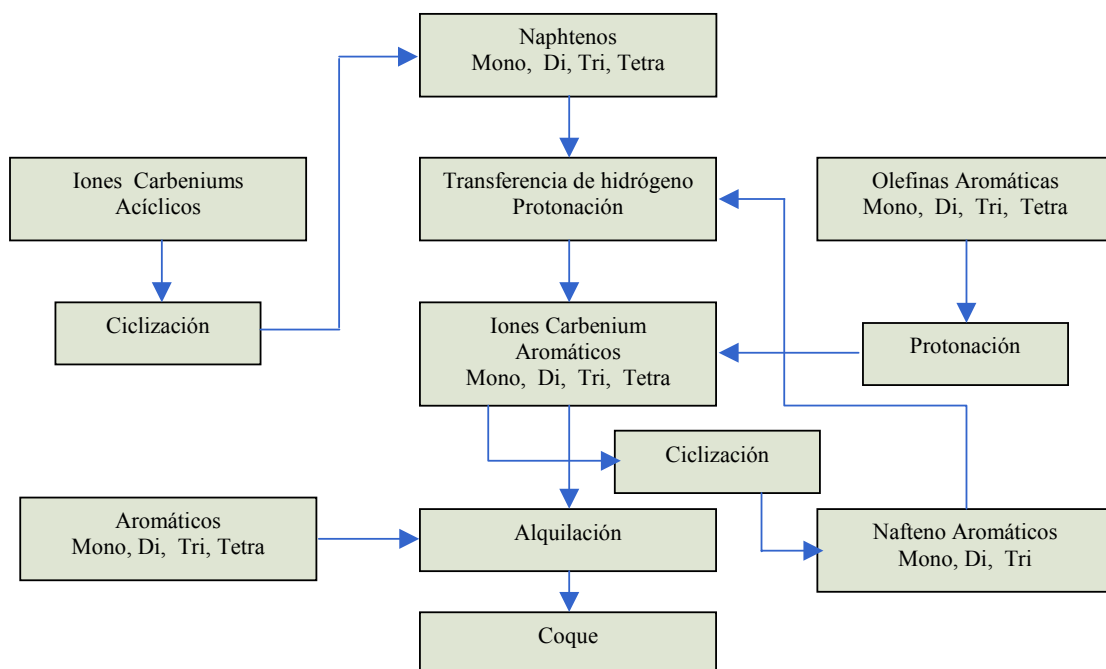 Naphtenos
Mono, Di, Tri, Tetra
Iones Carbeniums
Acíclicos
Transferencia de hidrógeno
Protonación
Olefinas Aromáticas
Mono, Di, Tri, Tetra
Ciclización
Iones Carbenium
Aromáticos
Mono, Di, Tri, Tetra
Protonación
Ciclización
Aromáticos
Mono, Di, Tri, Tetra
Alquilación
Nafteno Aromáticos
Mono, Di, Tri
Coque